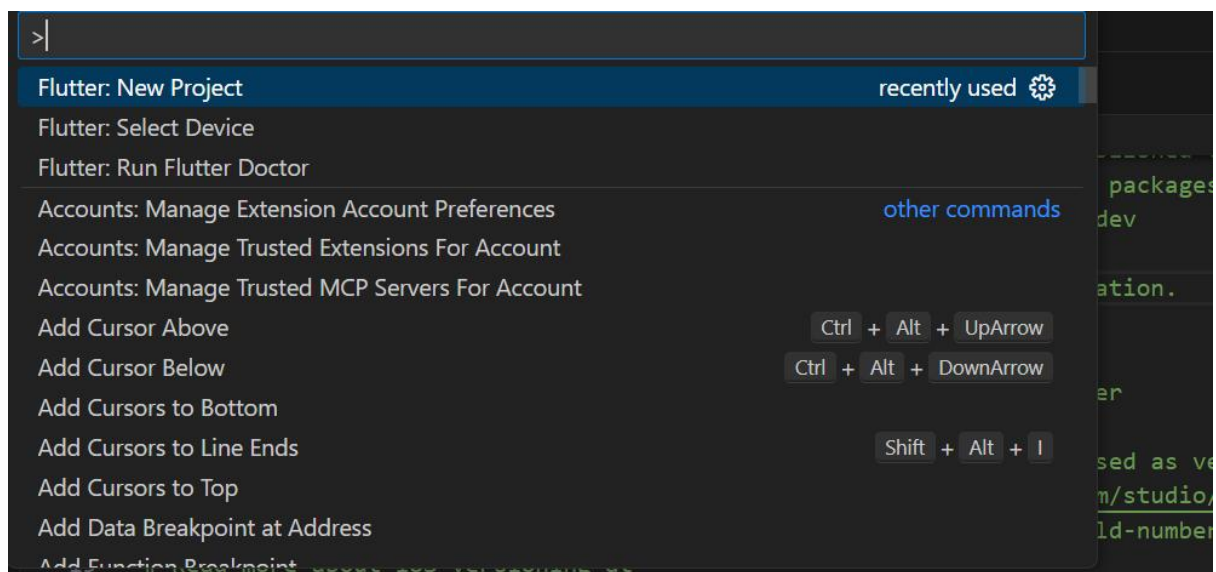 >
Flutter: New Project recently used
Flutter: Select Device
Flutter: Run Flutter Doctor
packages
Accounts: Manage Extension Account Preferences other commands
dev
Accounts: Manage Trusted Extensions For Account
Accounts: Manage Trusted MCP Servers For Account
ation.
Add Cursor Above Ctrl + Alt + UpArrow
Add Cursor Below Ctrl + Alt + DownArrow
er
Add Cursors to Bottom
Add Cursors to Line Ends Shift + Alt + I
sed as ve
Add Cursors to Top
m/studio/
Add Data Breakpoint at Address
ld-number
Add Function Breakpoint